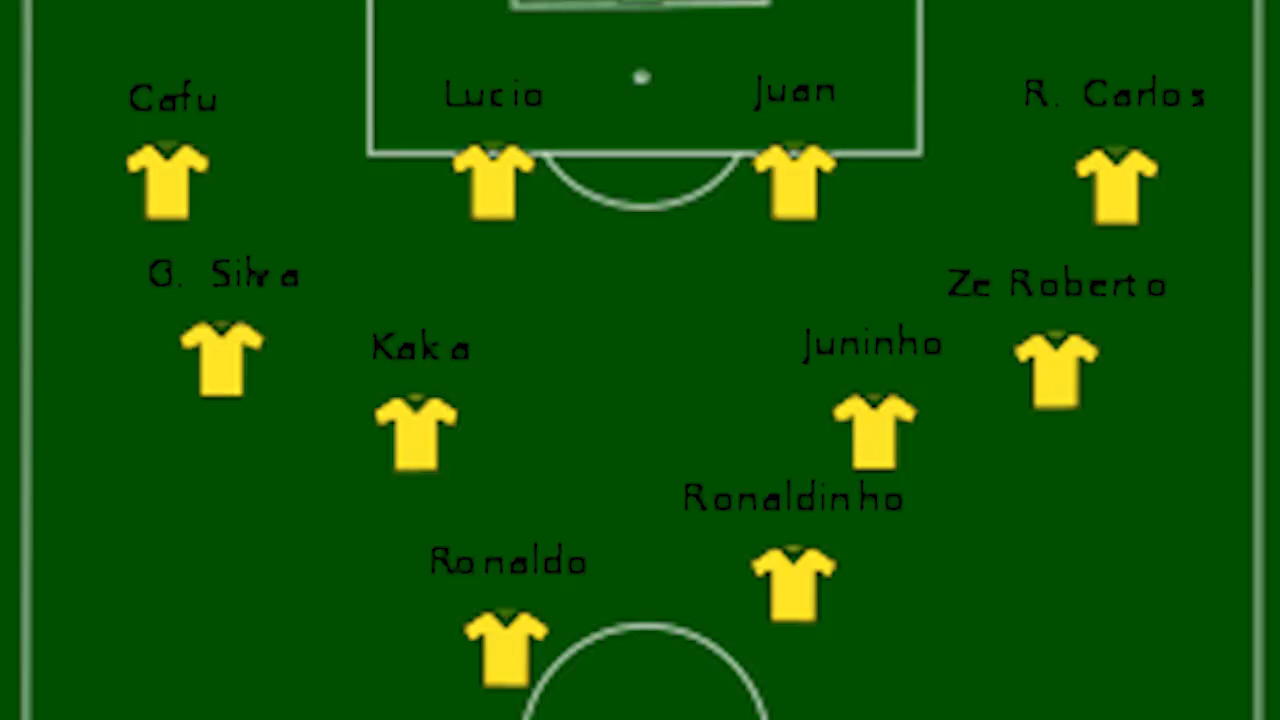 Cafu
Lucio
Juan
R. Carlos
G. Silva
Ze Roberto
Kaka
Juninho
Ronaldinho
Ronaldo